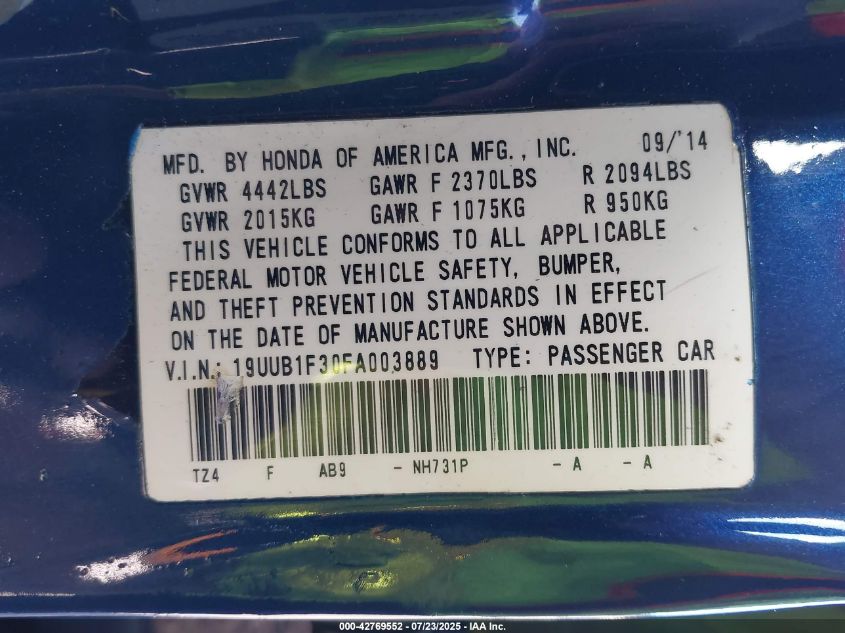 MFD. BY HONDA OF AMERICA MFG., INC. 09/'14
GVWR 4442LBS GAWR F 2370LBS R 2094LBS
GVWR 2015KG GAWR F 1075KG R 950KG
THIS VEHICLE CONFORMS TO ALL APPLICABLE
FEDERAL MOTOR VEHICLE SAFETY, BUMPER,
AND THEFT PREVENTION STANDARDS IN EFFECT
ON THE DATE OF MANUFACTURE SHOWN ABOVE.
V.I.N.: 19UUB1F30FA003889 TYPE: PASSENGER CAR
TZ4 F AB9 - NH731P - A - A
000-42769552 - 07/23/2025 - IAA Inc.